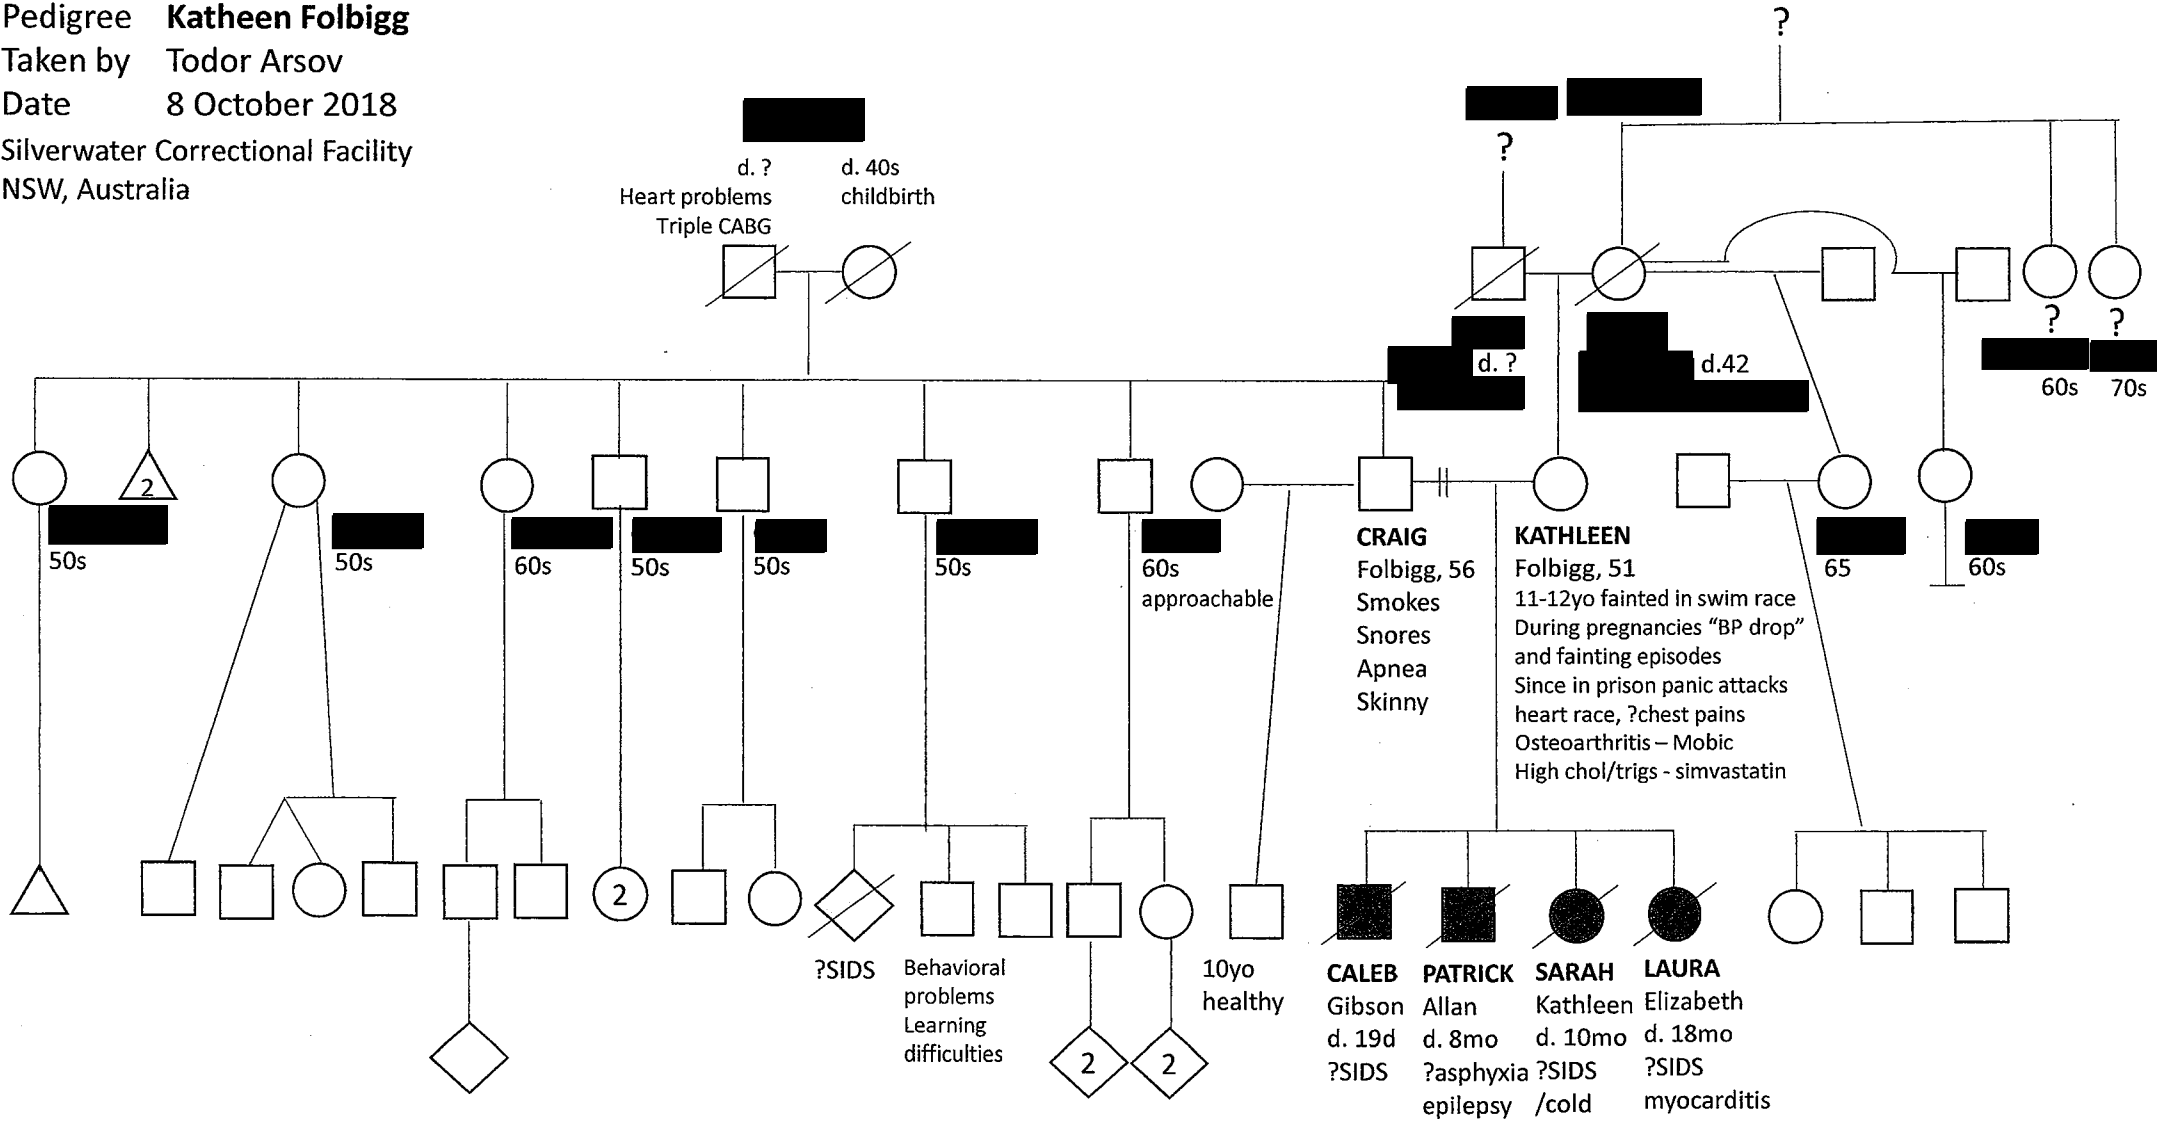 Pedigree Katheen Folbigg
Taken by Todor Arsov
Date 8 October 2018
Silverwater Correctional Facility
NSW, Australia
?
?
d. ?
Heart problems
Triple CABG
d. 40s
childbirth
d. ?
d.42
?
60s
?
70s
2
50s
50s
60s
50s
50s
50s
60s
approachable
CRAIG
Folbigg, 56
Smokes
Snores
Apnea
Skinny
KATHLEEN
Folbigg, 51
11-12yo fainted in swim race
During pregnancies “BP drop”
and fainting episodes
Since in prison panic attacks
heart race, ?chest pains
Osteoarthritis – Mobic
High chol/trigs - simvastatin
65
60s
2
?SIDS
Behavioral
problems
Learning
difficulties
2
2
10yo
healthy
CALEB
Gibson
d. 19d
?SIDS
PATRICK
Allan
d. 8mo
?asphyxia
epilepsy
SARAH
Kathleen
d. 10mo
?SIDS
/cold
LAURA
Elizabeth
d. 18mo
?SIDS
myocarditis